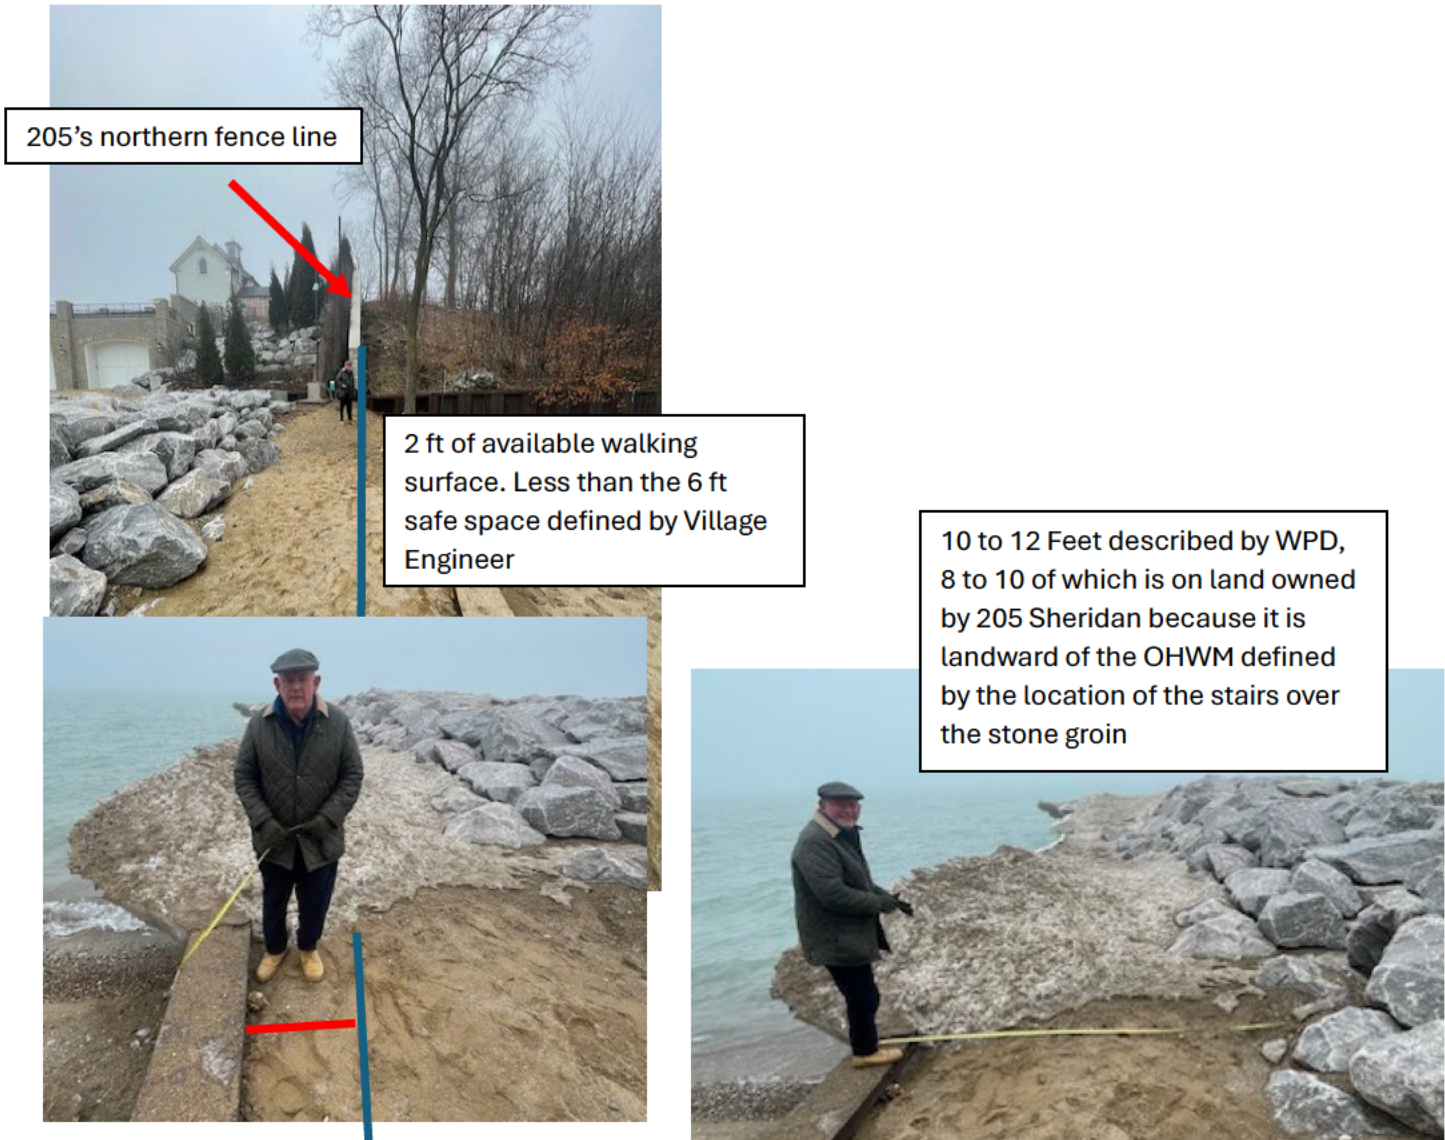 205’s northern fence line
2 ft of available walking
surface. Less than the 6 ft
safe space defined by Village
Engineer
10 to 12 Feet described by WPD,
8 to 10 of which is on land owned
by 205 Sheridan because it is
landward of the OHWM defined
by the location of the stairs over
the stone groin